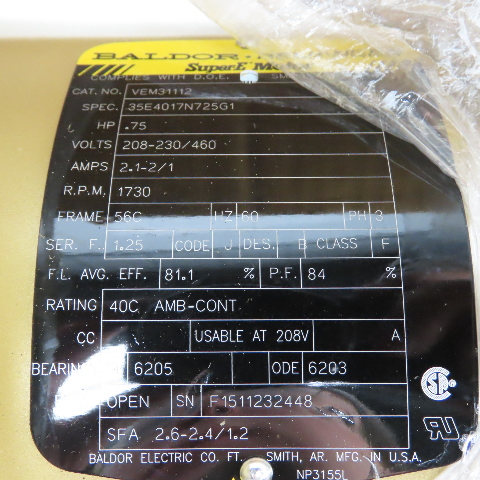 BALDOR
Super-E Motor
COMPLIES WITH D.O.E.
CAT. NO. VEM31112
SPEC. 35E4017N725G1
HP .75
VOLTS 208-230/460
AMPS 2.1-2/1
R.P.M. 1730
FRAME 56C HZ 60 PH 3
SER. F. 1.25 CODE J DES. B CLASS F
F.L. AVG. EFF. 81.1 % P.F. 84 %
RATING 40C AMB-CONT
CC USABLE AT 208V A
6205 ODE 6203
OPEN SN F1511232448
SFA 2.6-2.4/1.2
BALDOR ELECTRIC CO. FT. SMITH, AR. MFG. IN U.S.A.
NP3155L